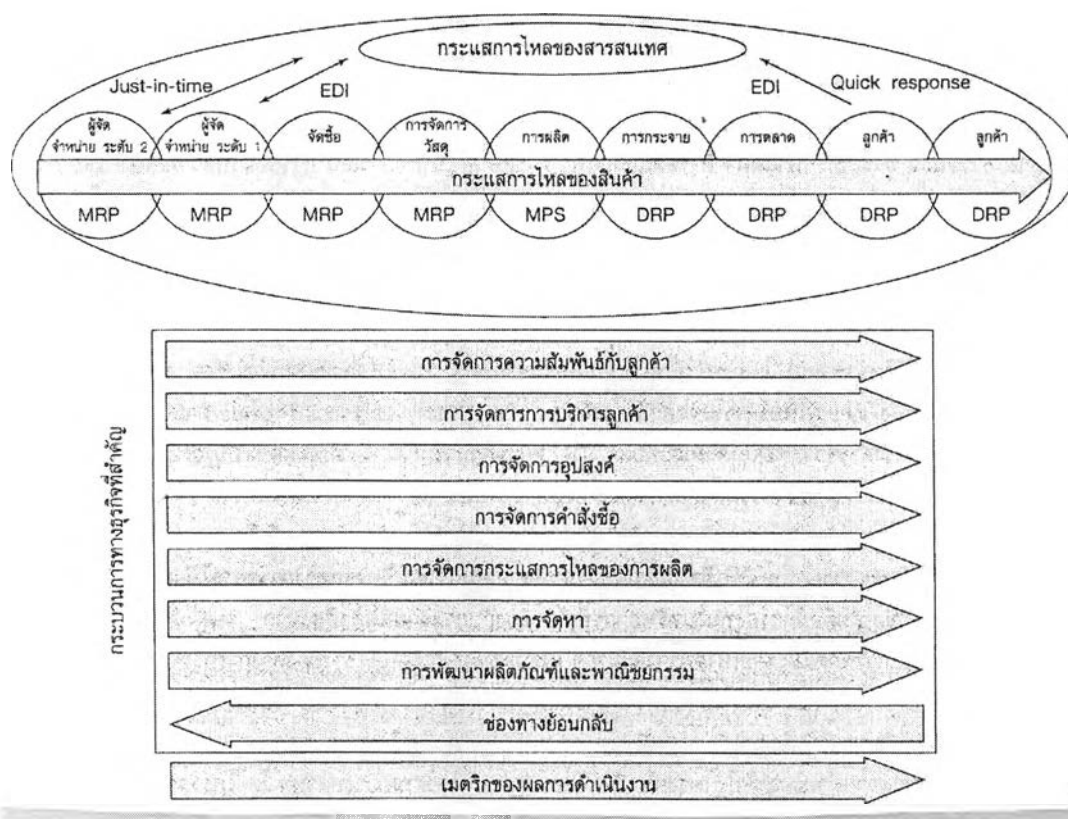 กระแสการไหลของสารสนเทศ
Just-in-time
EDI
EDI
Quick response
ผู้จัด
จำหน่าย ระดับ 2
ผู้จัด
จำหน่าย ระดับ 1
จัดซื้อ
การจัดการ
วัสดุ
การผลิต
การกระจาย
การตลาด
ลูกค้า
ลูกค้า
กระแสการไหลของสินค้า
MRP
MRP
MRP
MRP
MPS
DRP
DRP
DRP
DRP
กระบวนการทางธุรกิจที่สำคัญ
การจัดการความสัมพันธ์กับลูกค้า
การจัดการการบริการลูกค้า
การจัดการอุปสงค์
การจัดการคำสั่งซื้อ
การจัดการกระแสการไหลของการผลิต
การจัดหา
การพัฒนาผลิตภัณฑ์และพาณิชยกรรม
ช่องทางย้อนกลับ
เมตริกของผลการดำเนินงาน